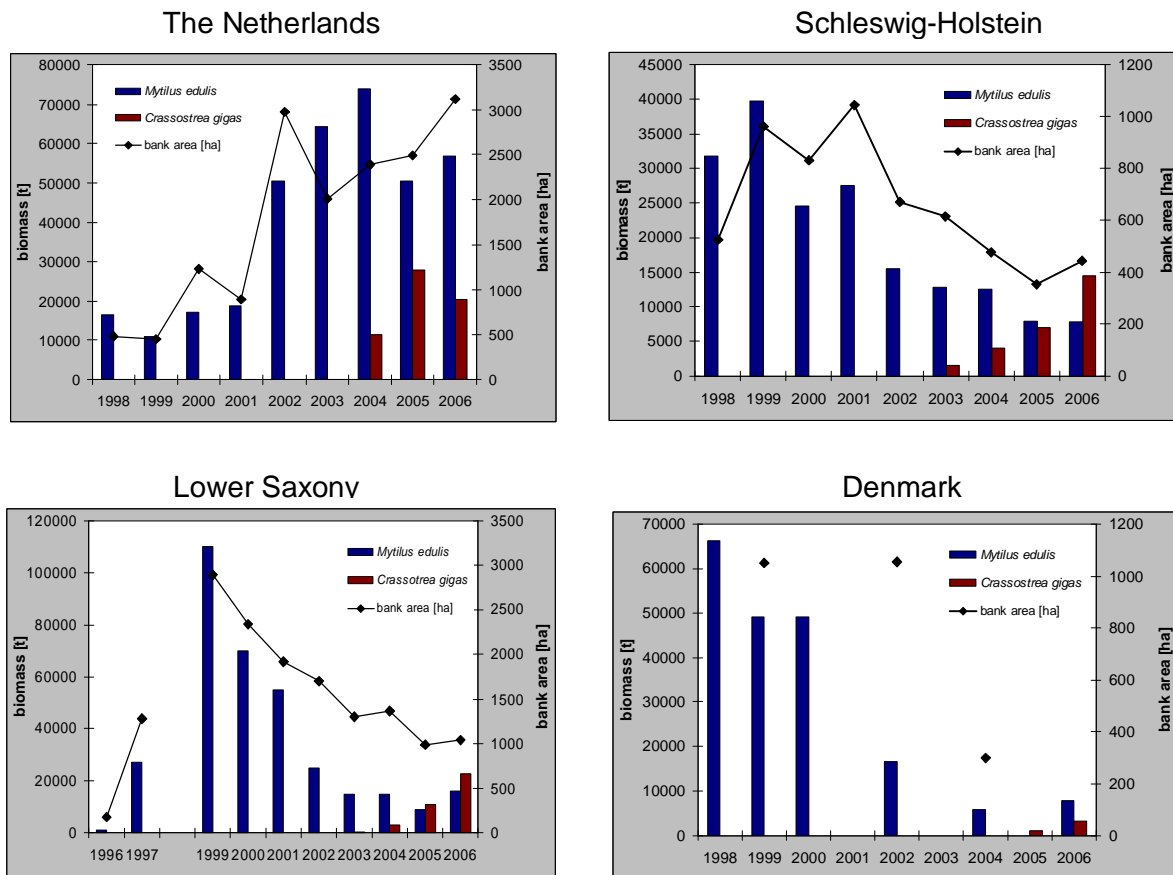 The Netherlands
80000
70000
60000
50000
40000
30000
20000
10000
0
biomass [t]
Mytilus edulis
Crassostrea gigas
bank area [ha]
3500
3000
2500
2000
1500
1000
500
0
bank area [ha]
1998 1999 2000 2001 2002 2003 2004 2005 2006
Schleswig-Holstein
45000
40000
35000
30000
25000
20000
15000
10000
5000
0
biomass [t]
Mytilus edulis
Crassostrea gigas
bank area [ha]
1200
1000
800
600
400
200
0
bank area [ha]
1998 1999 2000 2001 2002 2003 2004 2005 2006
Lower Saxony
120000
100000
80000
60000
40000
20000
0
biomass [t]
Mytilus edulis
Crassotrea gigas
bank area [ha]
3500
3000
2500
2000
1500
1000
500
0
bank area [ha]
1996 1997 1999 2000 2001 2002 2003 2004 2005 2006
Denmark
70000
60000
50000
40000
30000
20000
10000
0
biomass [t]
Mytilus edulis
Crassotrea gigas
bank area [ha]
1200
1000
800
600
400
200
0
bank area [ha]
1998 1999 2000 2001 2002 2003 2004 2005 2006